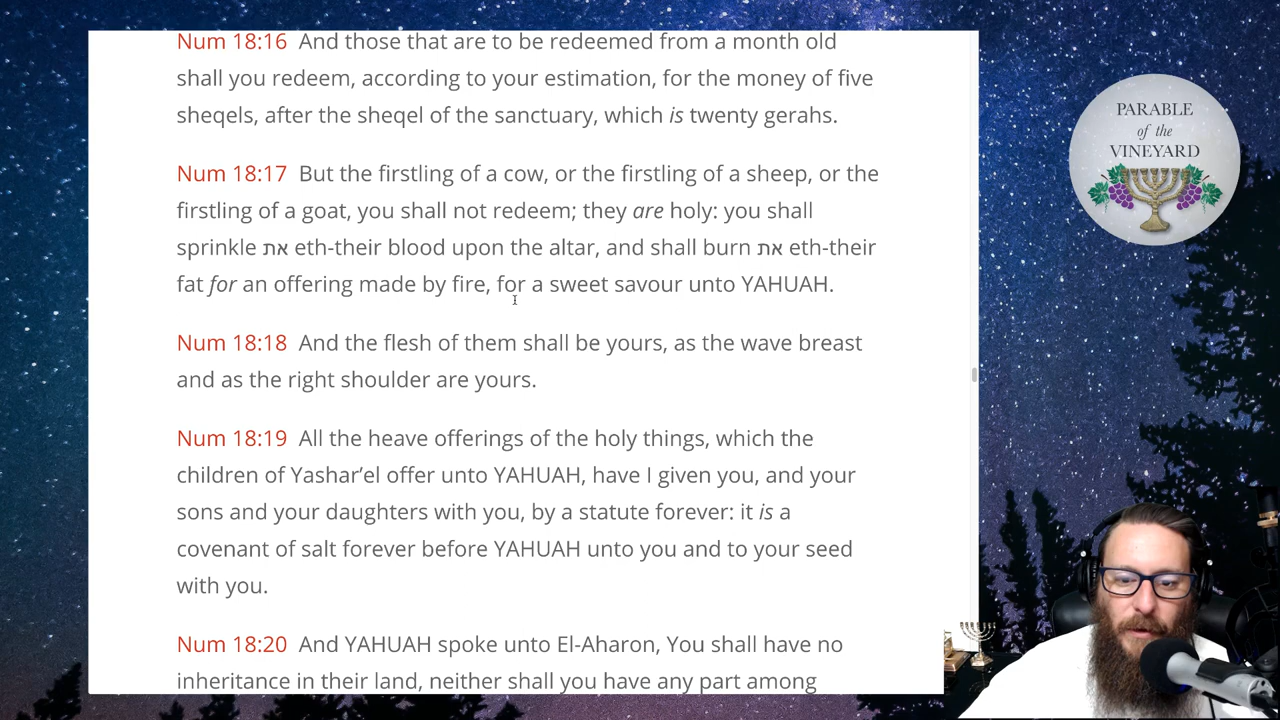 Num 18:16 And those that are to be redeemed from a month old
shall you redeem, according to your estimation, for the money of five
sheqels, after the sheqel of the sanctuary, which is twenty gerahs.
Num 18:17 But the firstling of a cow, or the firstling of a sheep, or the
firstling of a goat, you shall not redeem; they are holy: you shall
sprinkle את eth-their blood upon the altar, and shall burn את eth-their
fat for an offering made by fire, for a sweet savour unto YAHUAH.
Num 18:18 And the flesh of them shall be yours, as the wave breast
and as the right shoulder are yours.
Num 18:19 All the heave offerings of the holy things, which the
children of Yashar’el offer unto YAHUAH, have I given you, and your
sons and your daughters with you, by a statute forever: it is a
covenant of salt forever before YAHUAH unto you and to your seed
with you.
Num 18:20 And YAHUAH spoke unto El-Aharon, You shall have no
inheritance in their land, neither shall you have any part among
PARABLE
of the
VINEYARD